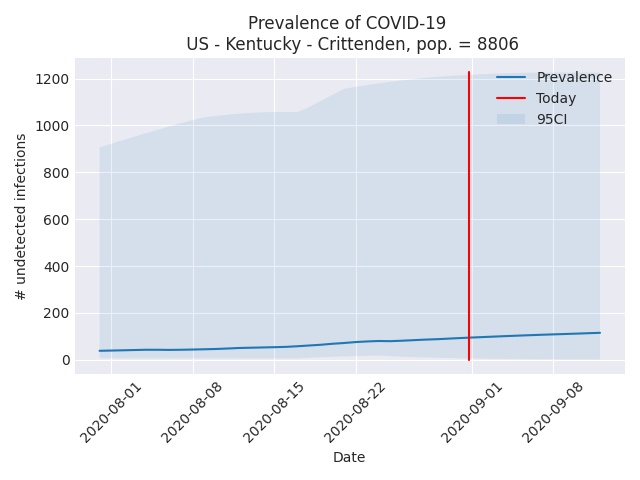 Prevalence of COVID-19
US - Kentucky - Crittenden, pop. = 8806
Prevalence
Today
95CI
# undetected infections
1200
1000
800
600
400
200
0
2020-08-01
2020-08-08
2020-08-15
2020-08-22
2020-09-01
2020-09-08
Date